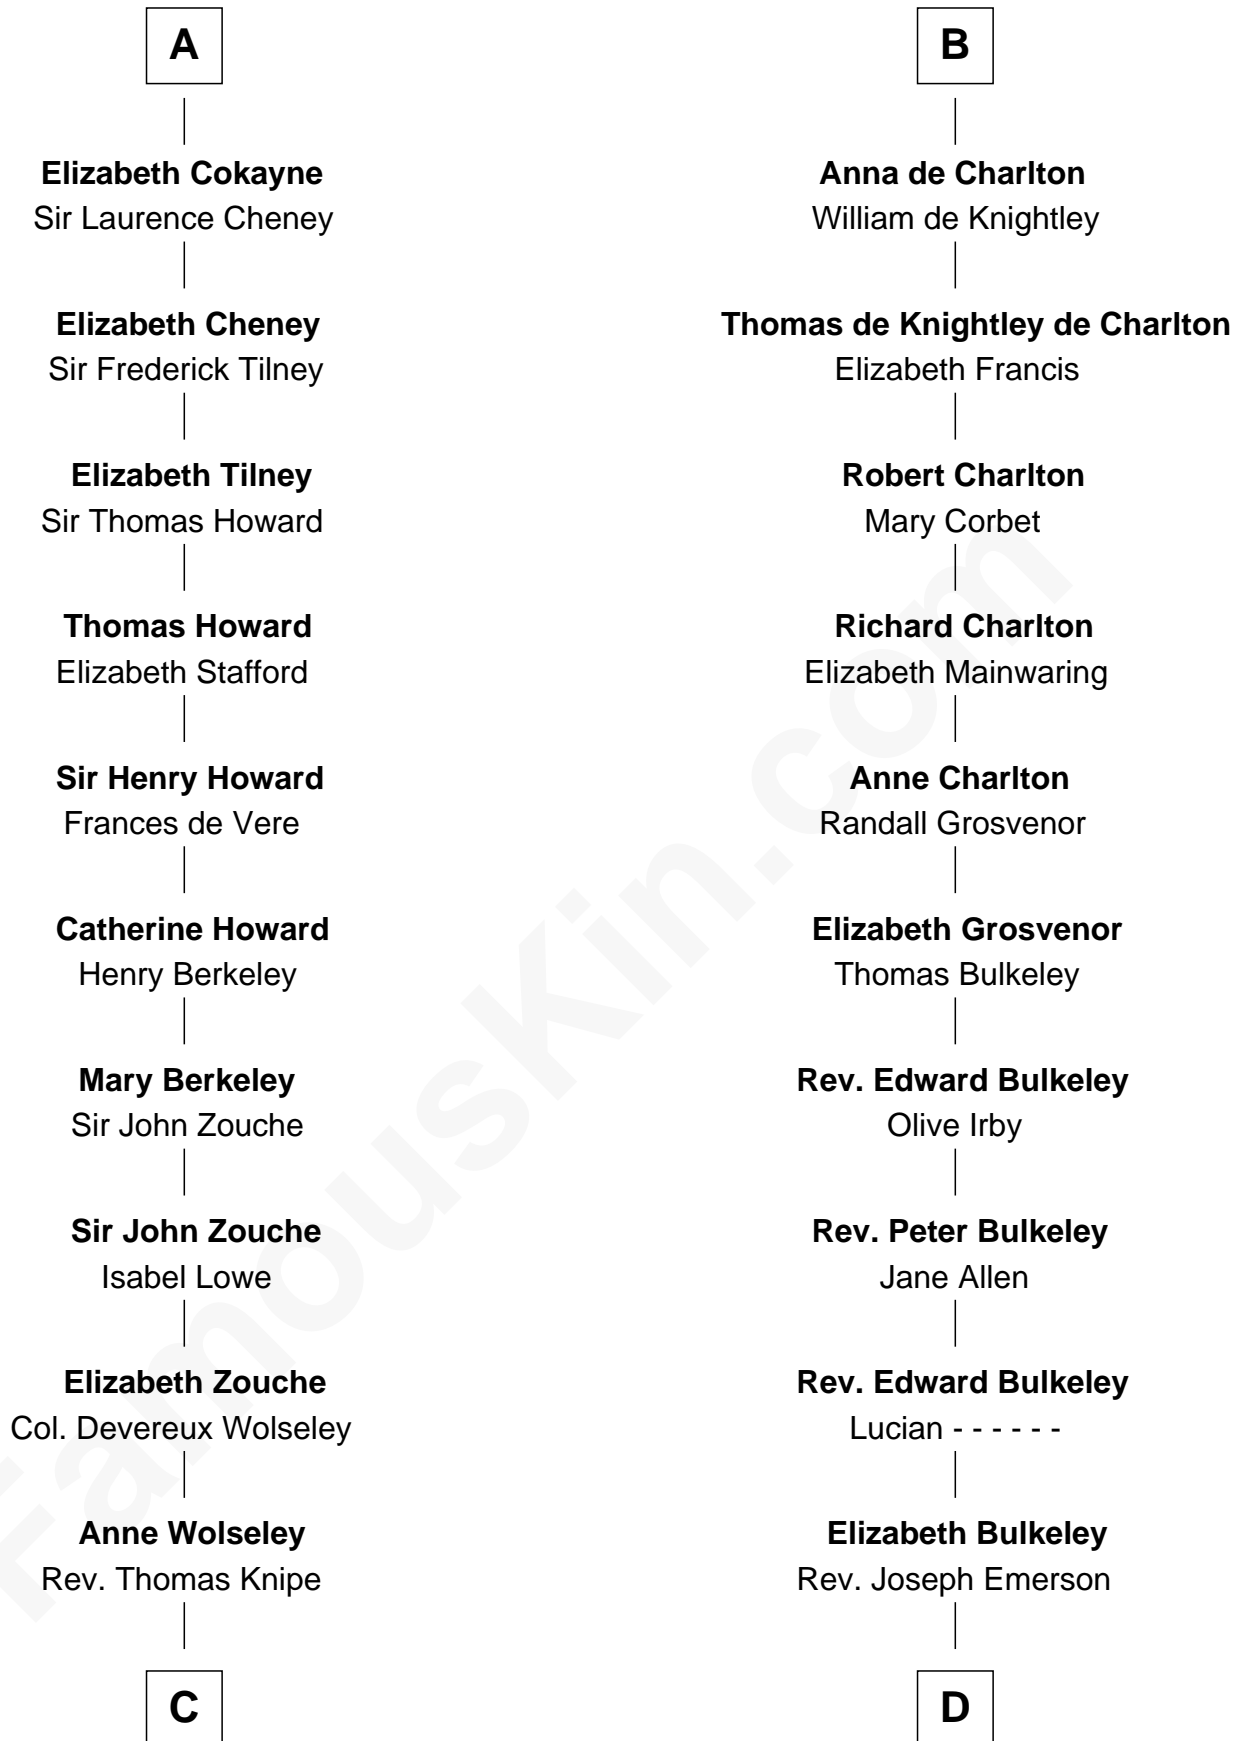 A
Elizabeth Cokayne
Sir Laurence Cheney
Elizabeth Cheney
Sir Frederick Tilney
Elizabeth Tilney
Sir Thomas Howard
Thomas Howard
Elizabeth Stafford
Sir Henry Howard
Frances de Vere
Catherine Howard
Henry Berkeley
Mary Berkeley
Sir John Zouche
Sir John Zouche
Isabel Lowe
Elizabeth Zouche
Col. Devereux Wolseley
Anne Wolseley
Rev. Thomas Knipe
C
B
Anna de Charlton
William de Knightley
Thomas de Knightley de Charlton
Elizabeth Francis
Robert Charlton
Mary Corbet
Richard Charlton
Elizabeth Mainwaring
Anne Charlton
Randall Grosvenor
Elizabeth Grosvenor
Thomas Bulkeley
Rev. Edward Bulkeley
Olive Irby
Rev. Peter Bulkeley
Jane Allen
Rev. Edward Bulkeley
Lucian - - - - - -
Elizabeth Bulkeley
Rev. Joseph Emerson
D
FamousKin.com